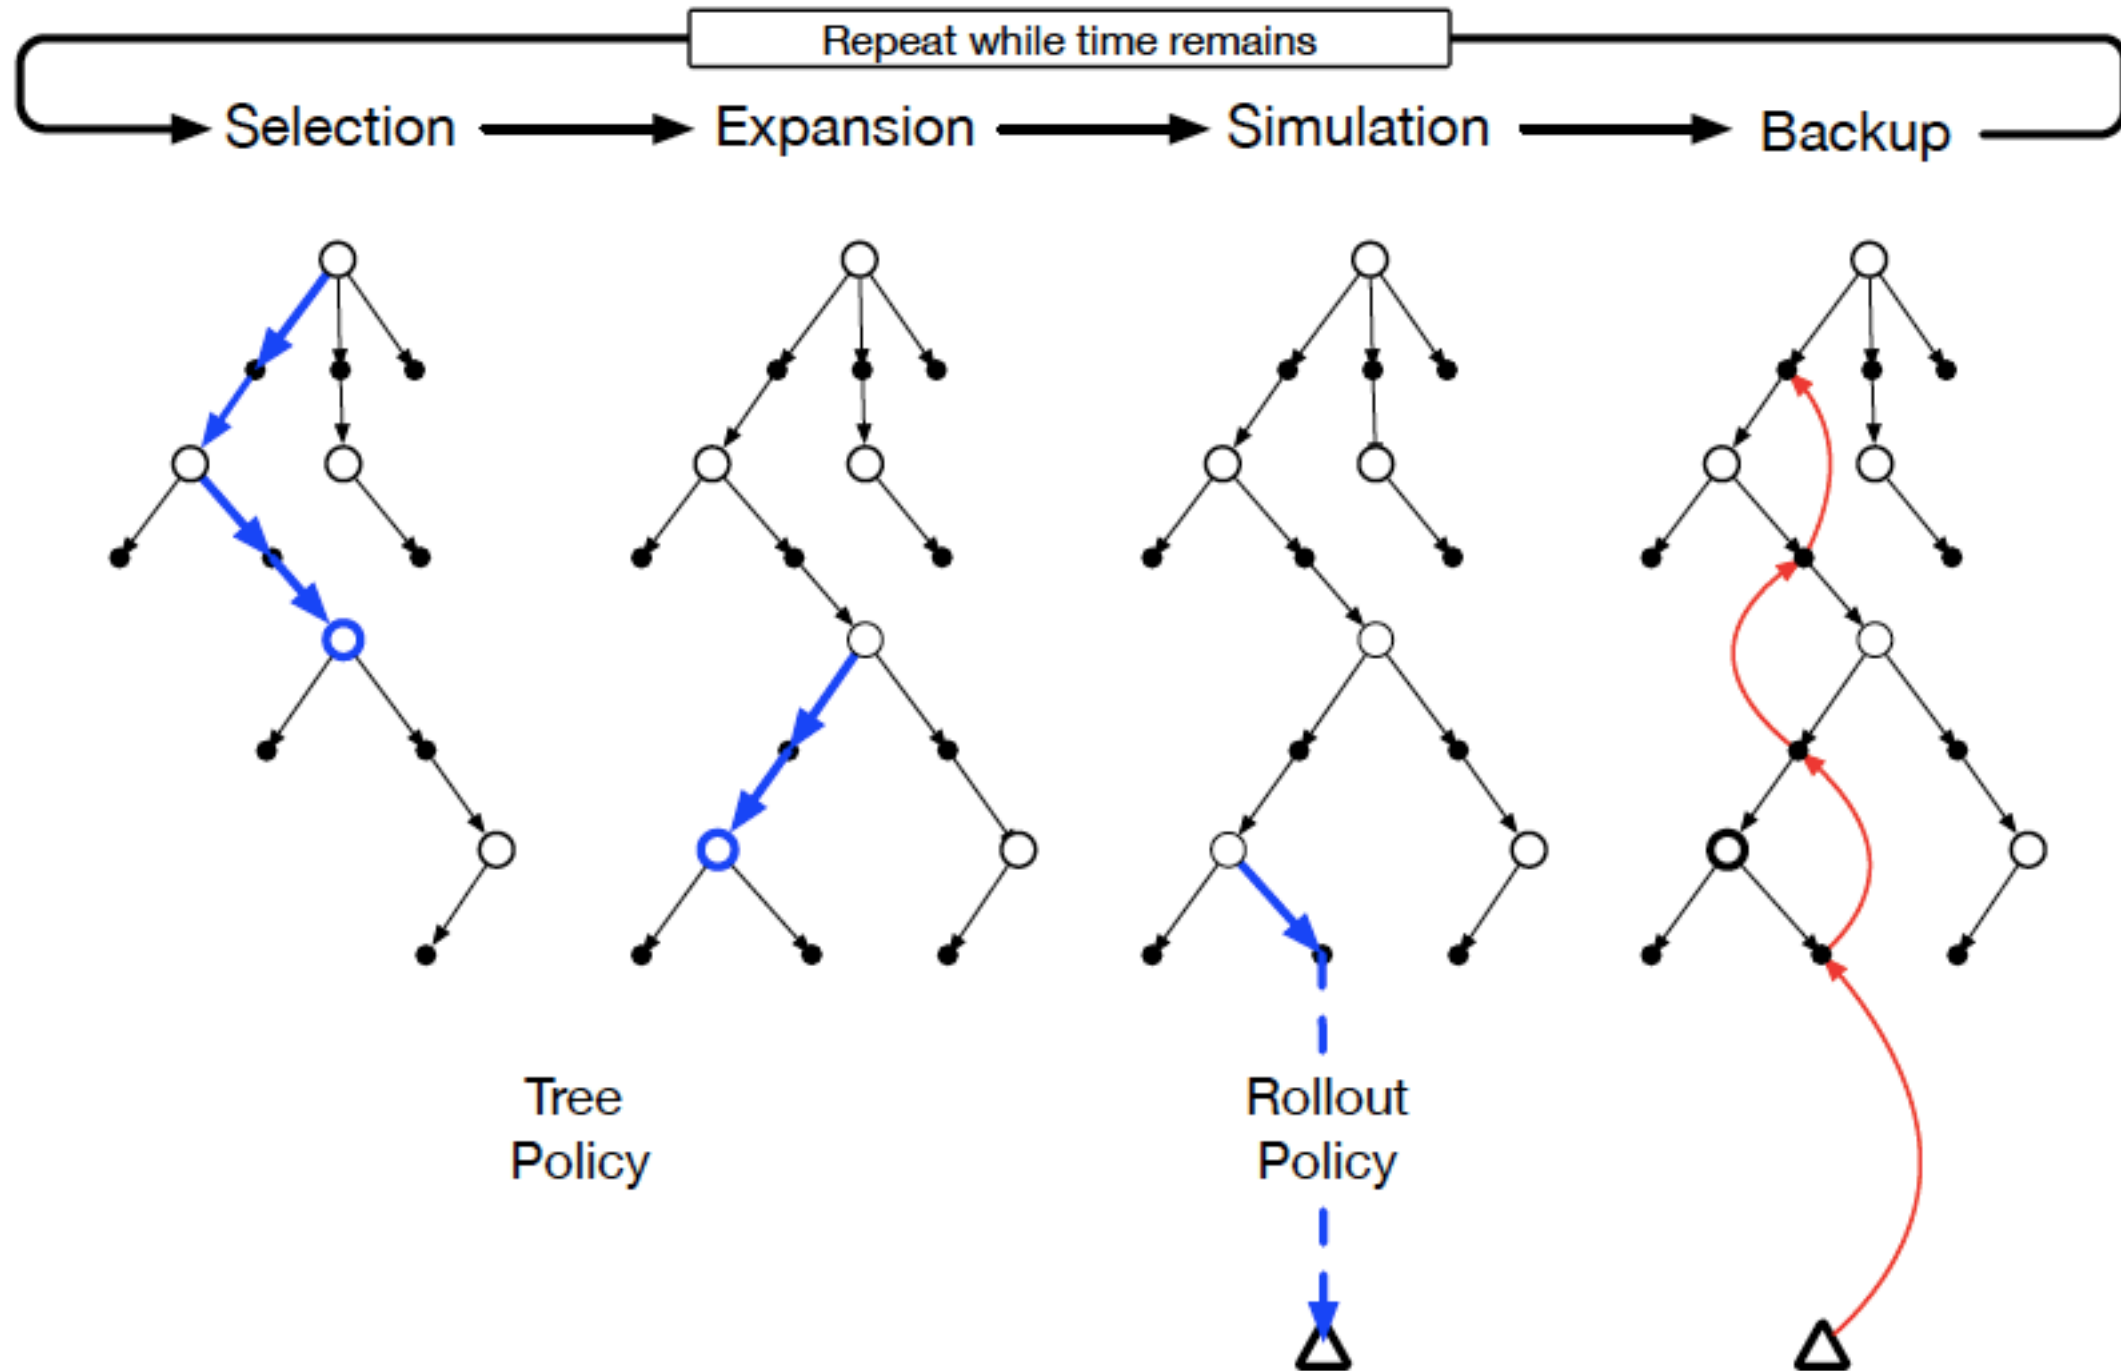 Repeat while time remains
Selection Expansion Simulation Backup
Tree
Policy
Rollout
Policy